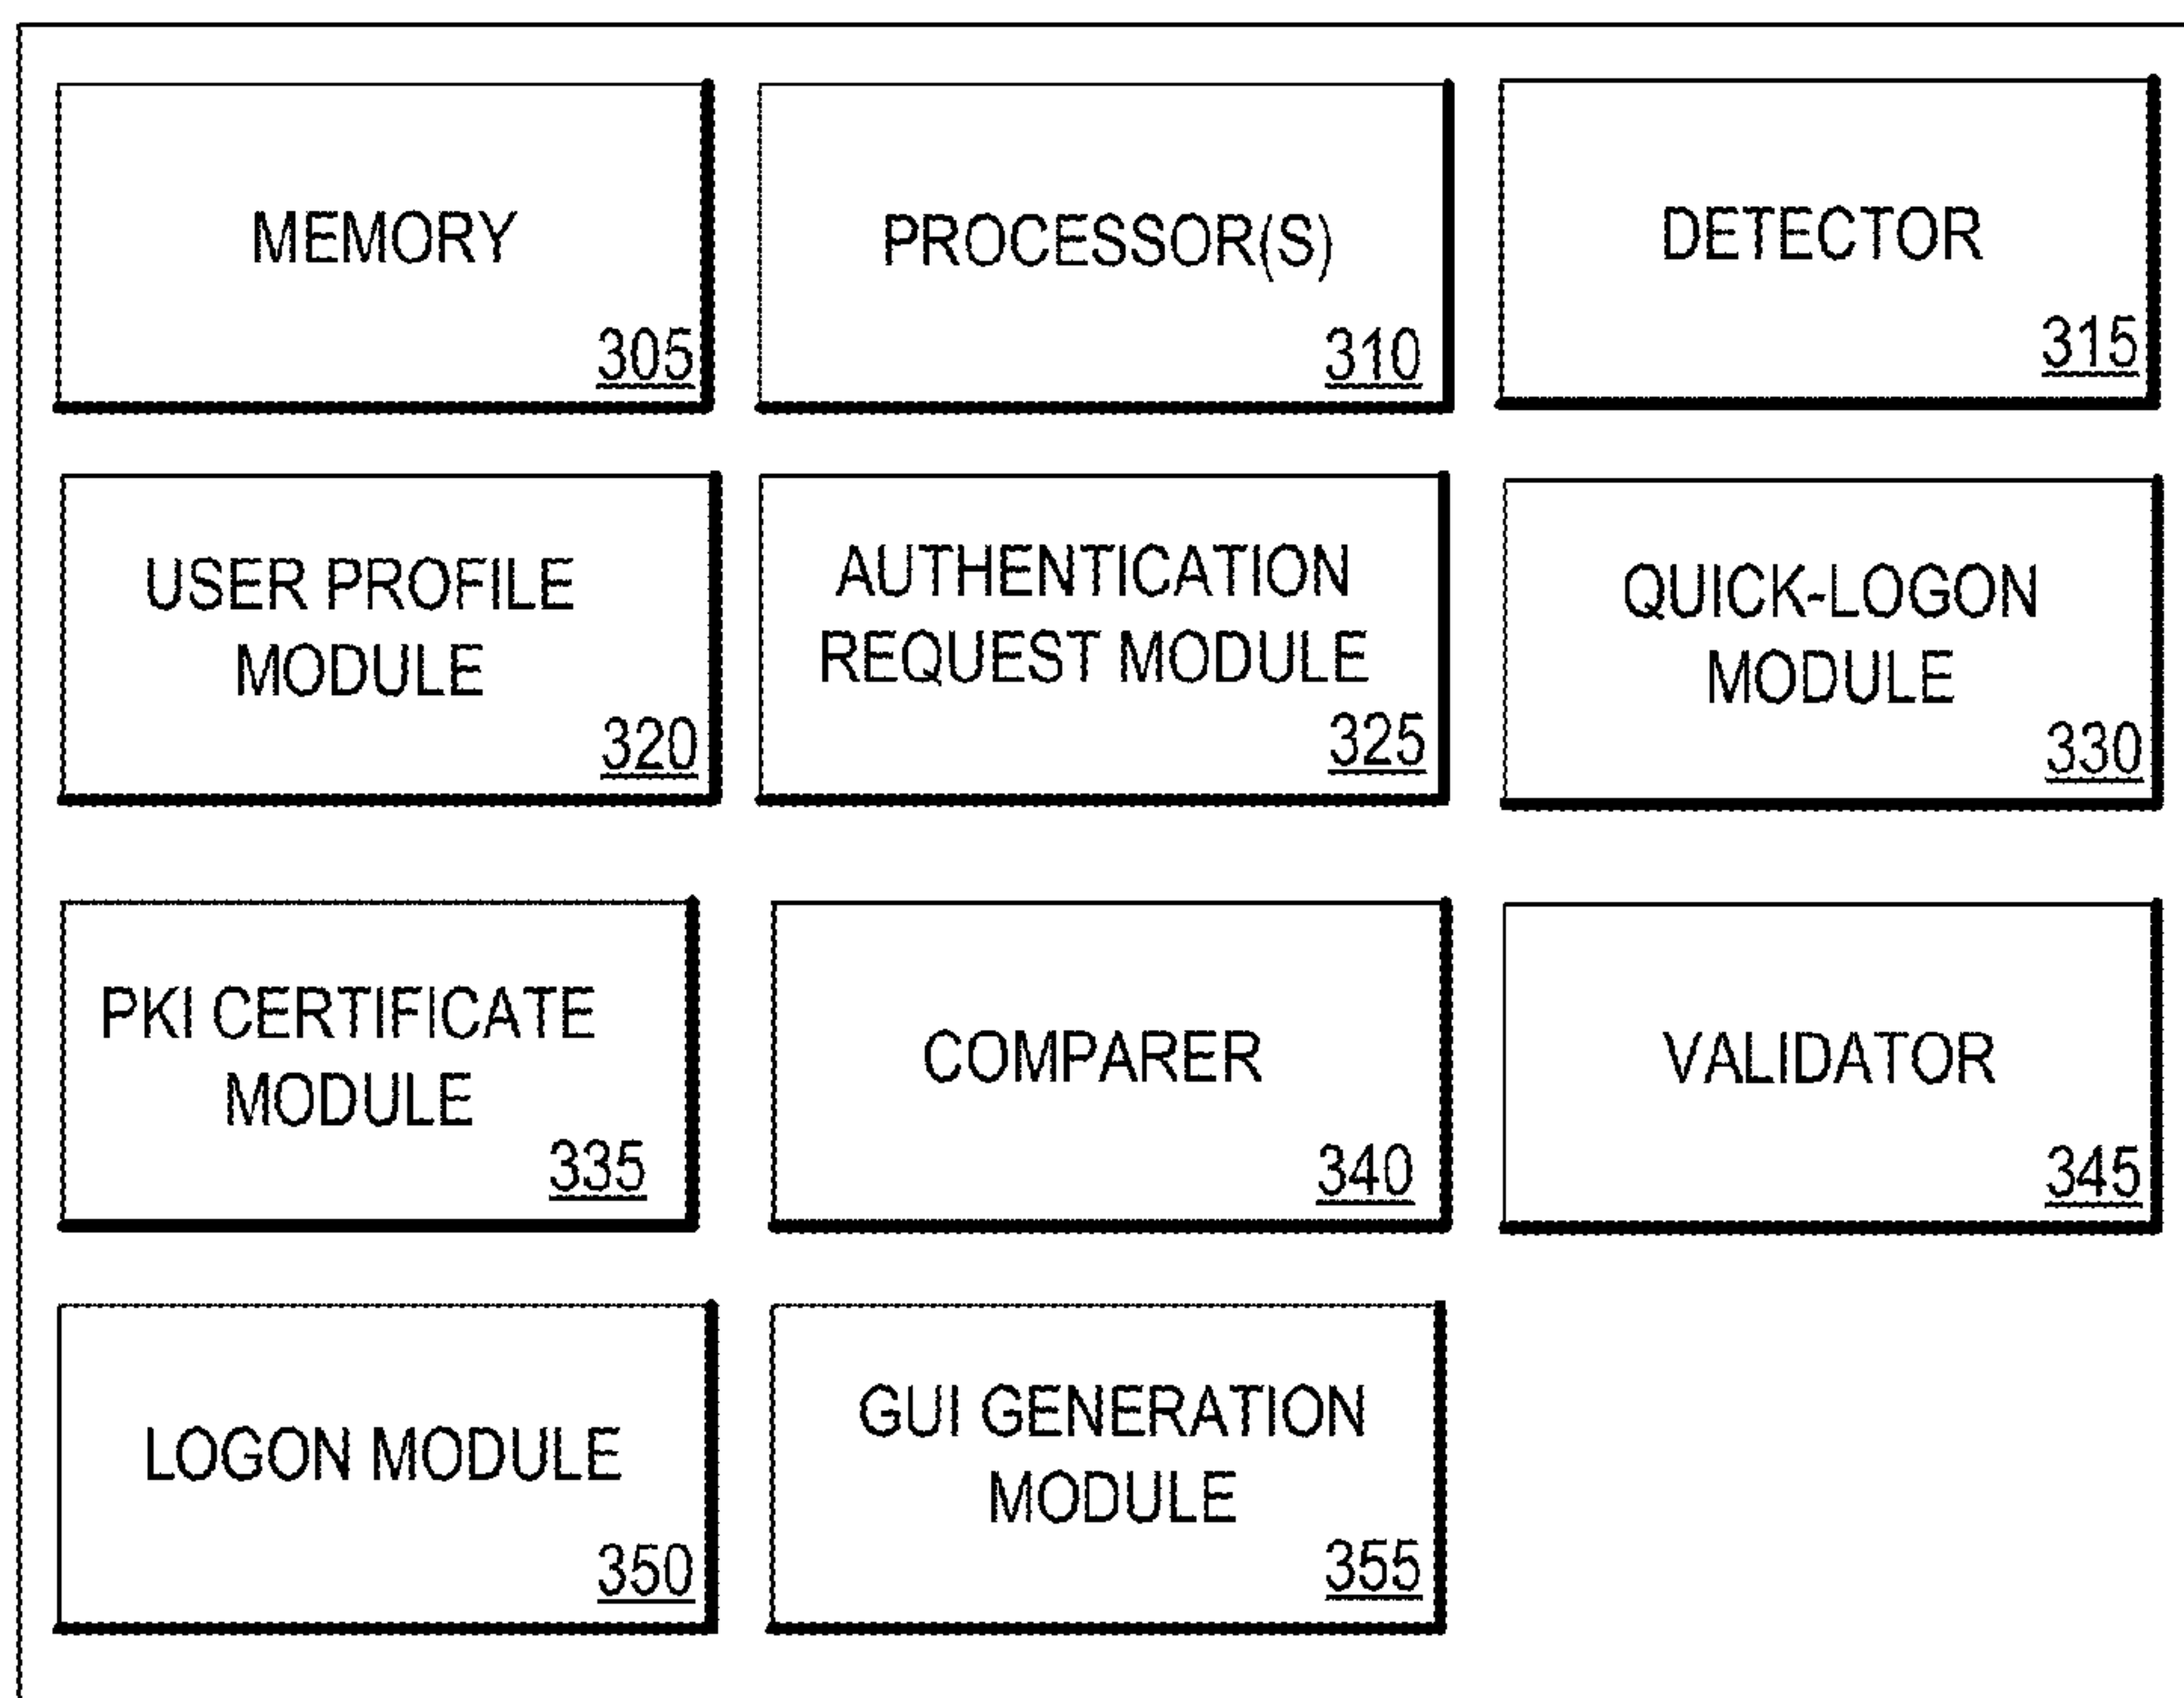 MEMORY
305
PROCESSOR(S)
310
DETECTOR
315
USER PROFILE
MODULE
320
AUTHENTICATION
REQUEST MODULE
325
QUICK-LOGON
MODULE
330
PKI CERTIFICATE
MODULE
335
COMPARER
340
VALIDATOR
345
LOGON MODULE
350
GUI GENERATION
MODULE
355